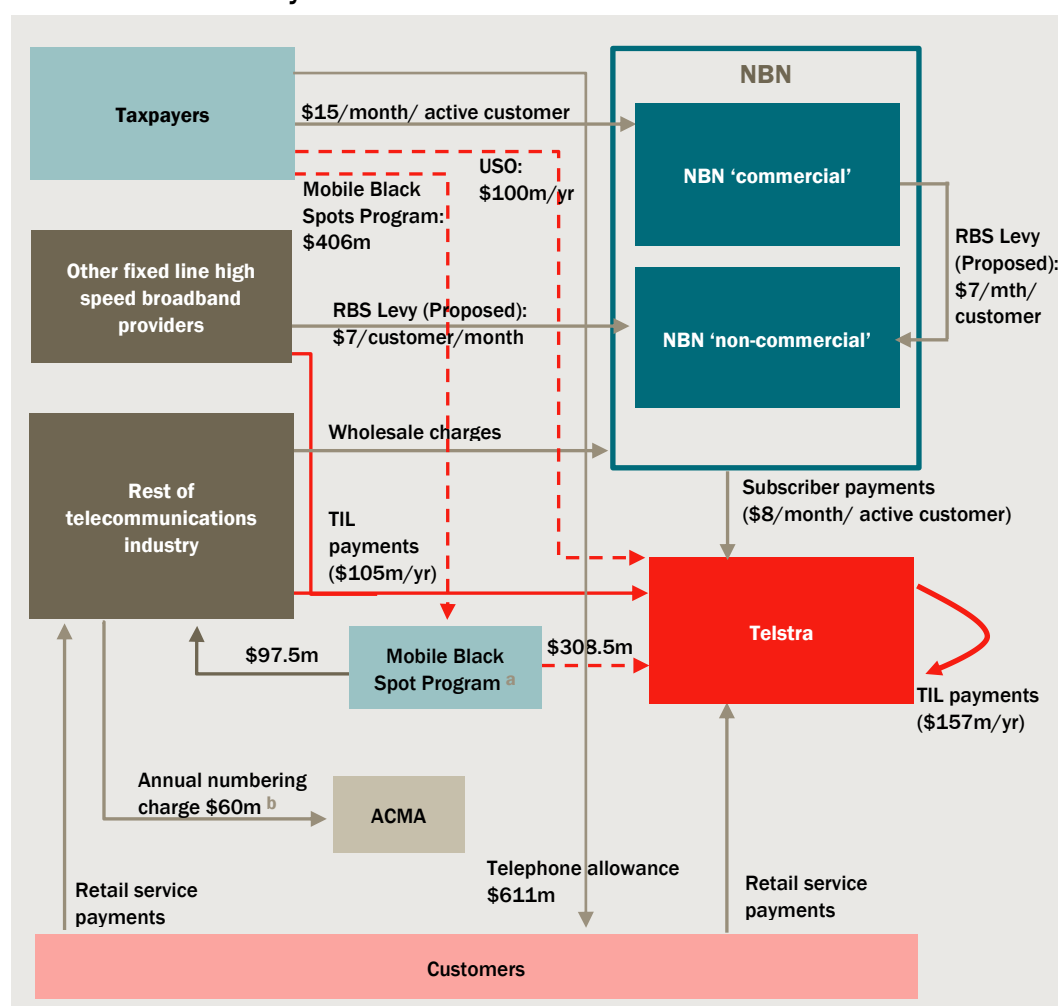 NBN
Taxpayers
$15/month/ active customer
NBN ‘commercial’
USO:
$100m/yr
Mobile Black
Spots Program:
$406m
RBS Levy
(Proposed):
$7/mth/
customer
Other fixed line high
speed broadband
providers
RBS Levy (Proposed):
$7/customer/month
NBN ‘non-commercial’
Wholesale charges
Rest of
telecommunications
industry
Subscriber payments
($8/month/ active customer)
TIL
payments
($105m/yr)
Telstra
$97.5m
Mobile Black
Spot Program a
$308.5m
TIL payments
($157m/yr)
Annual numbering
charge $60m b
ACMA
Telephone allowance
$611m
Retail service
payments
Retail service
payments
Customers